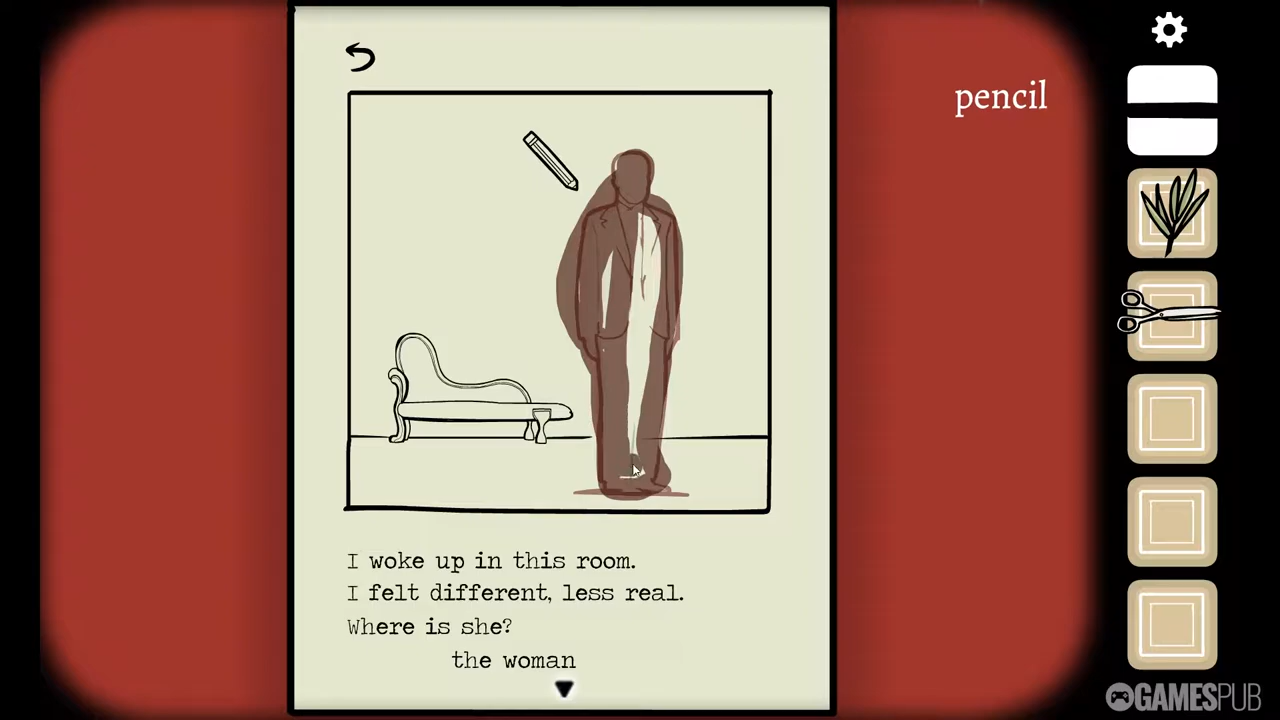 pencil
I woke up in this room.
I felt different, less real.
Where is she?
the woman
GAMESPUB